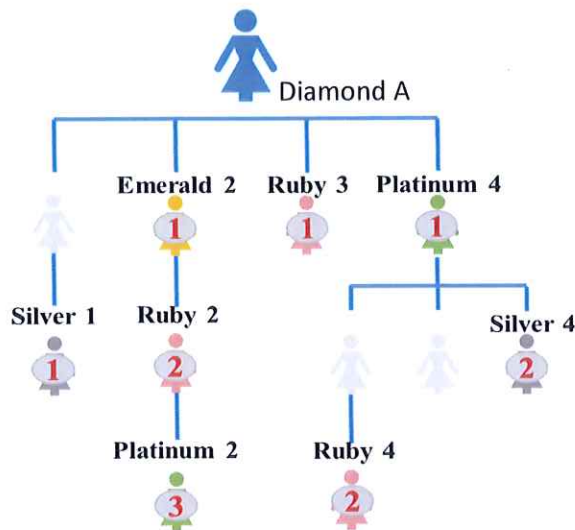 Diamond A
Emerald 2
Ruby 3
Platinum 4
1
1
1
Silver 1
Ruby 2
Silver 4
1
2
2
Platinum 2
Ruby 4
3
2